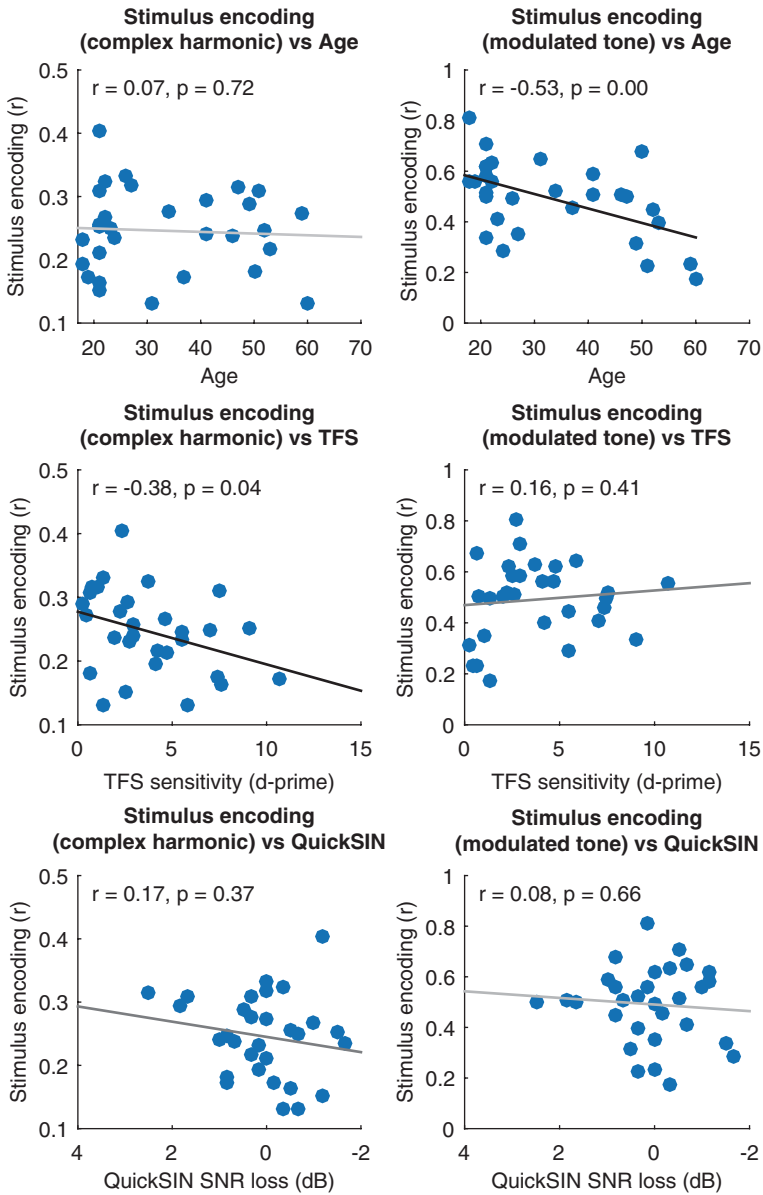 Stimulus encoding
(complex harmonic) vs Age
r = 0.07, p = 0.72
0.5
0.4
0.3
0.2
0.1
Stimulus encoding (r)
20 30 40 50 60 70
Age
Stimulus encoding
(modulated tone) vs Age
r = -0.53, p = 0.00
1
0.8
0.6
0.4
0.2
0
Stimulus encoding (r)
20 30 40 50 60 70
Age
Stimulus encoding
(complex harmonic) vs TFS
r = -0.38, p = 0.04
0.5
0.4
0.3
0.2
0.1
Stimulus encoding (r)
0 5 10 15
TFS sensitivity (d-prime)
Stimulus encoding
(modulated tone) vs TFS
r = 0.16, p = 0.41
1
0.8
0.6
0.4
0.2
0
Stimulus encoding (r)
0 5 10 15
TFS sensitivity (d-prime)
Stimulus encoding
(complex harmonic) vs QuickSIN
r = 0.17, p = 0.37
0.5
0.4
0.3
0.2
0.1
Stimulus encoding (r)
4 2 0 -2
QuickSIN SNR loss (dB)
Stimulus encoding
(modulated tone) vs QuickSIN
r = 0.08, p = 0.66
1
0.8
0.6
0.4
0.2
0
Stimulus encoding (r)
4 2 0 -2
QuickSIN SNR loss (dB)